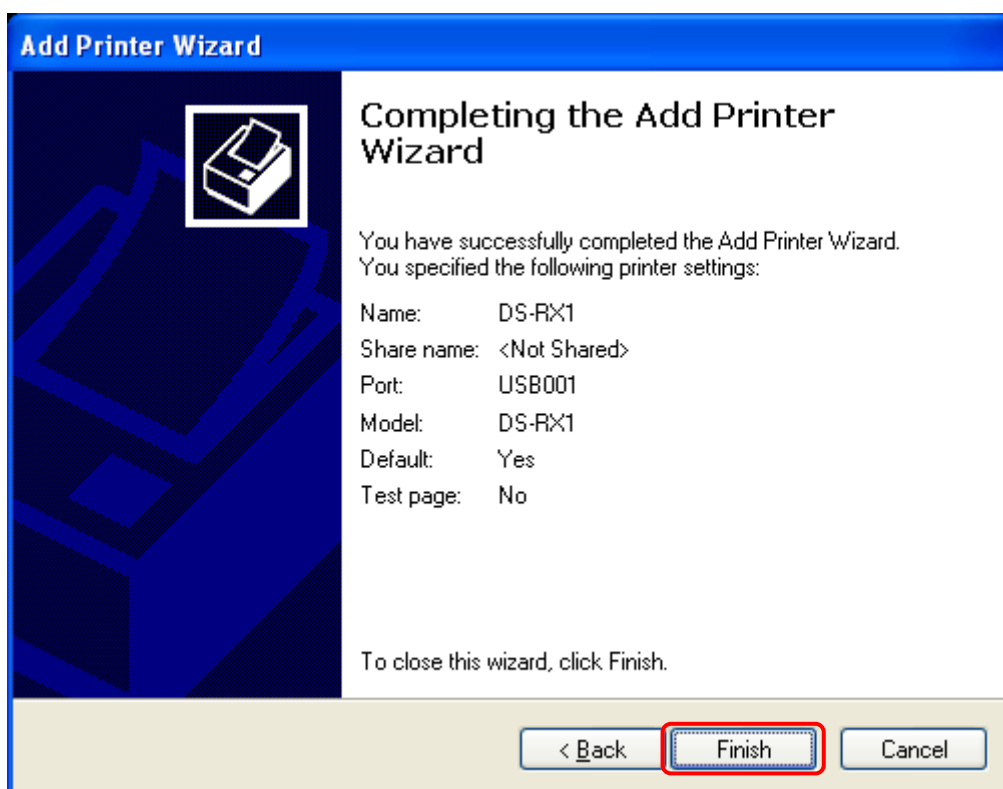 Add Printer Wizard
Completing the Add Printer
Wizard
You have successfully completed the Add Printer Wizard.
You specified the following printer settings:
Name: DS-RX1
Share name: <Not Shared>
Port: USB001
Model: DS-RX1
Default: Yes
Test page: No
To close this wizard, click Finish.
< Back Finish Cancel